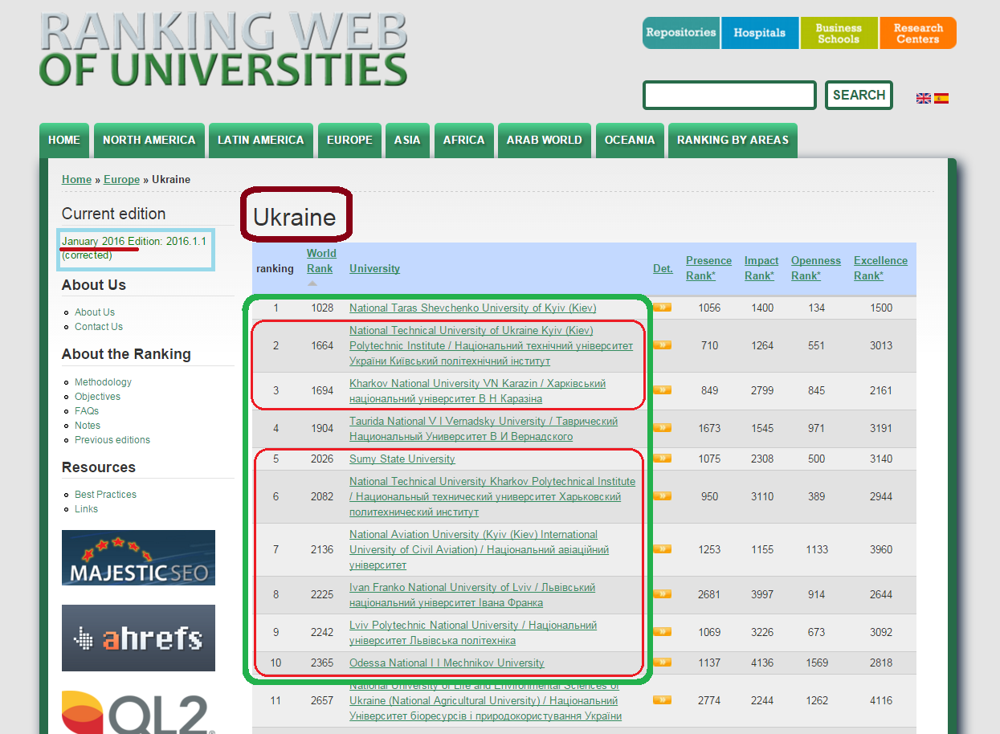 RANKING WEB
OF UNIVERSITIES
Repositories
Hospitals
Business
Schools
Research
Centers
SEARCH
HOME
NORTH AMERICA
LATIN AMERICA
EUROPE
ASIA
AFRICA
ARAB WORLD
OCEANIA
RANKING BY AREAS
Home » Europe » Ukraine
Current edition
January 2016 Edition: 2016.1.1
(corrected)
About Us
About Us
Contact Us
About the Ranking
Methodology
Objectives
FAQs
Notes
Previous editions
Resources
Best Practices
Links
MAJESTIC SEO
ahrefs
QL2
Ukraine
ranking World Rank University Det. Presence Rank* Impact Rank* Openness Rank* Excellence Rank*
1 1028 National Taras Shevchenko University of Kyiv (Kiev) 1056 1400 134 1500
National Technical University of Ukraine Kyiv (Kiev)
2 1664 Polytechnic Institute / Національний технічний університет 710 1264 551 3013
України Київський політехнічний інститут
3 1694 Kharkov National University VN Karazin / Харківський 849 2799 845 2161
національний університет В Н Каразіна
4 1904 Taurida National V I Vernadsky University / Таврический 1673 1545 971 3191
Национальный Университет В И Вернадского
5 2026 Sumy State University 1075 2308 500 3140
National Technical University Kharkov Polytechnical Institute
6 2082 / Национальный технический университет Харьковский 950 3110 389 2944
политехнический институт
National Aviation University (Kyiv (Kiev) International
7 2136 University of Civil Aviation) / Національний авіаційний 1253 1155 1133 3960
університет
8 2225 Ivan Franko National University of Lviv / Львівський 2681 3997 914 2644
національний університет Івана Франка
9 2242 Lviv Polytechnic National University / Національний 1069 3226 673 3092
університет Львівська політехніка
10 2365 Odessa National I I Mechnikov University 1137 4136 1569 2818
National University of Life and Environmental Sciences of
11 2657 Ukraine (National Agricultural University) / Національний 2774 2244 1262 4116
Університет біоресурсів і природокористування України